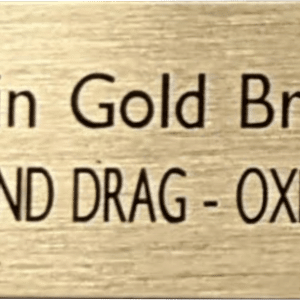 in Gold Br
ND DRAG - OX